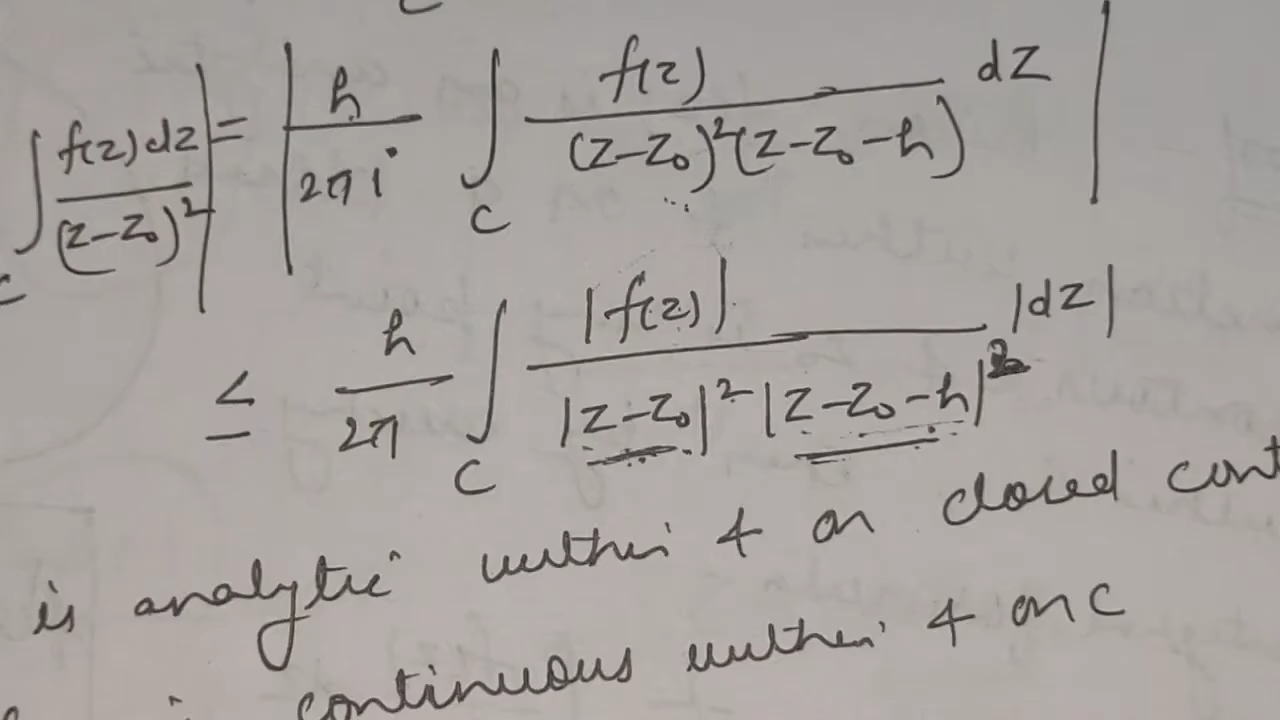 ∫ f(z) dz / (z-z₀)² | = | h / 2πi ∫_C f(z) / (z-z₀)² (z-z₀-h) dz |
≤ h / 2π ∫_C |f(z)| / |z-z₀|² |z-z₀-h| |dz|
is analytic within & on closed cont
continuous within & on C